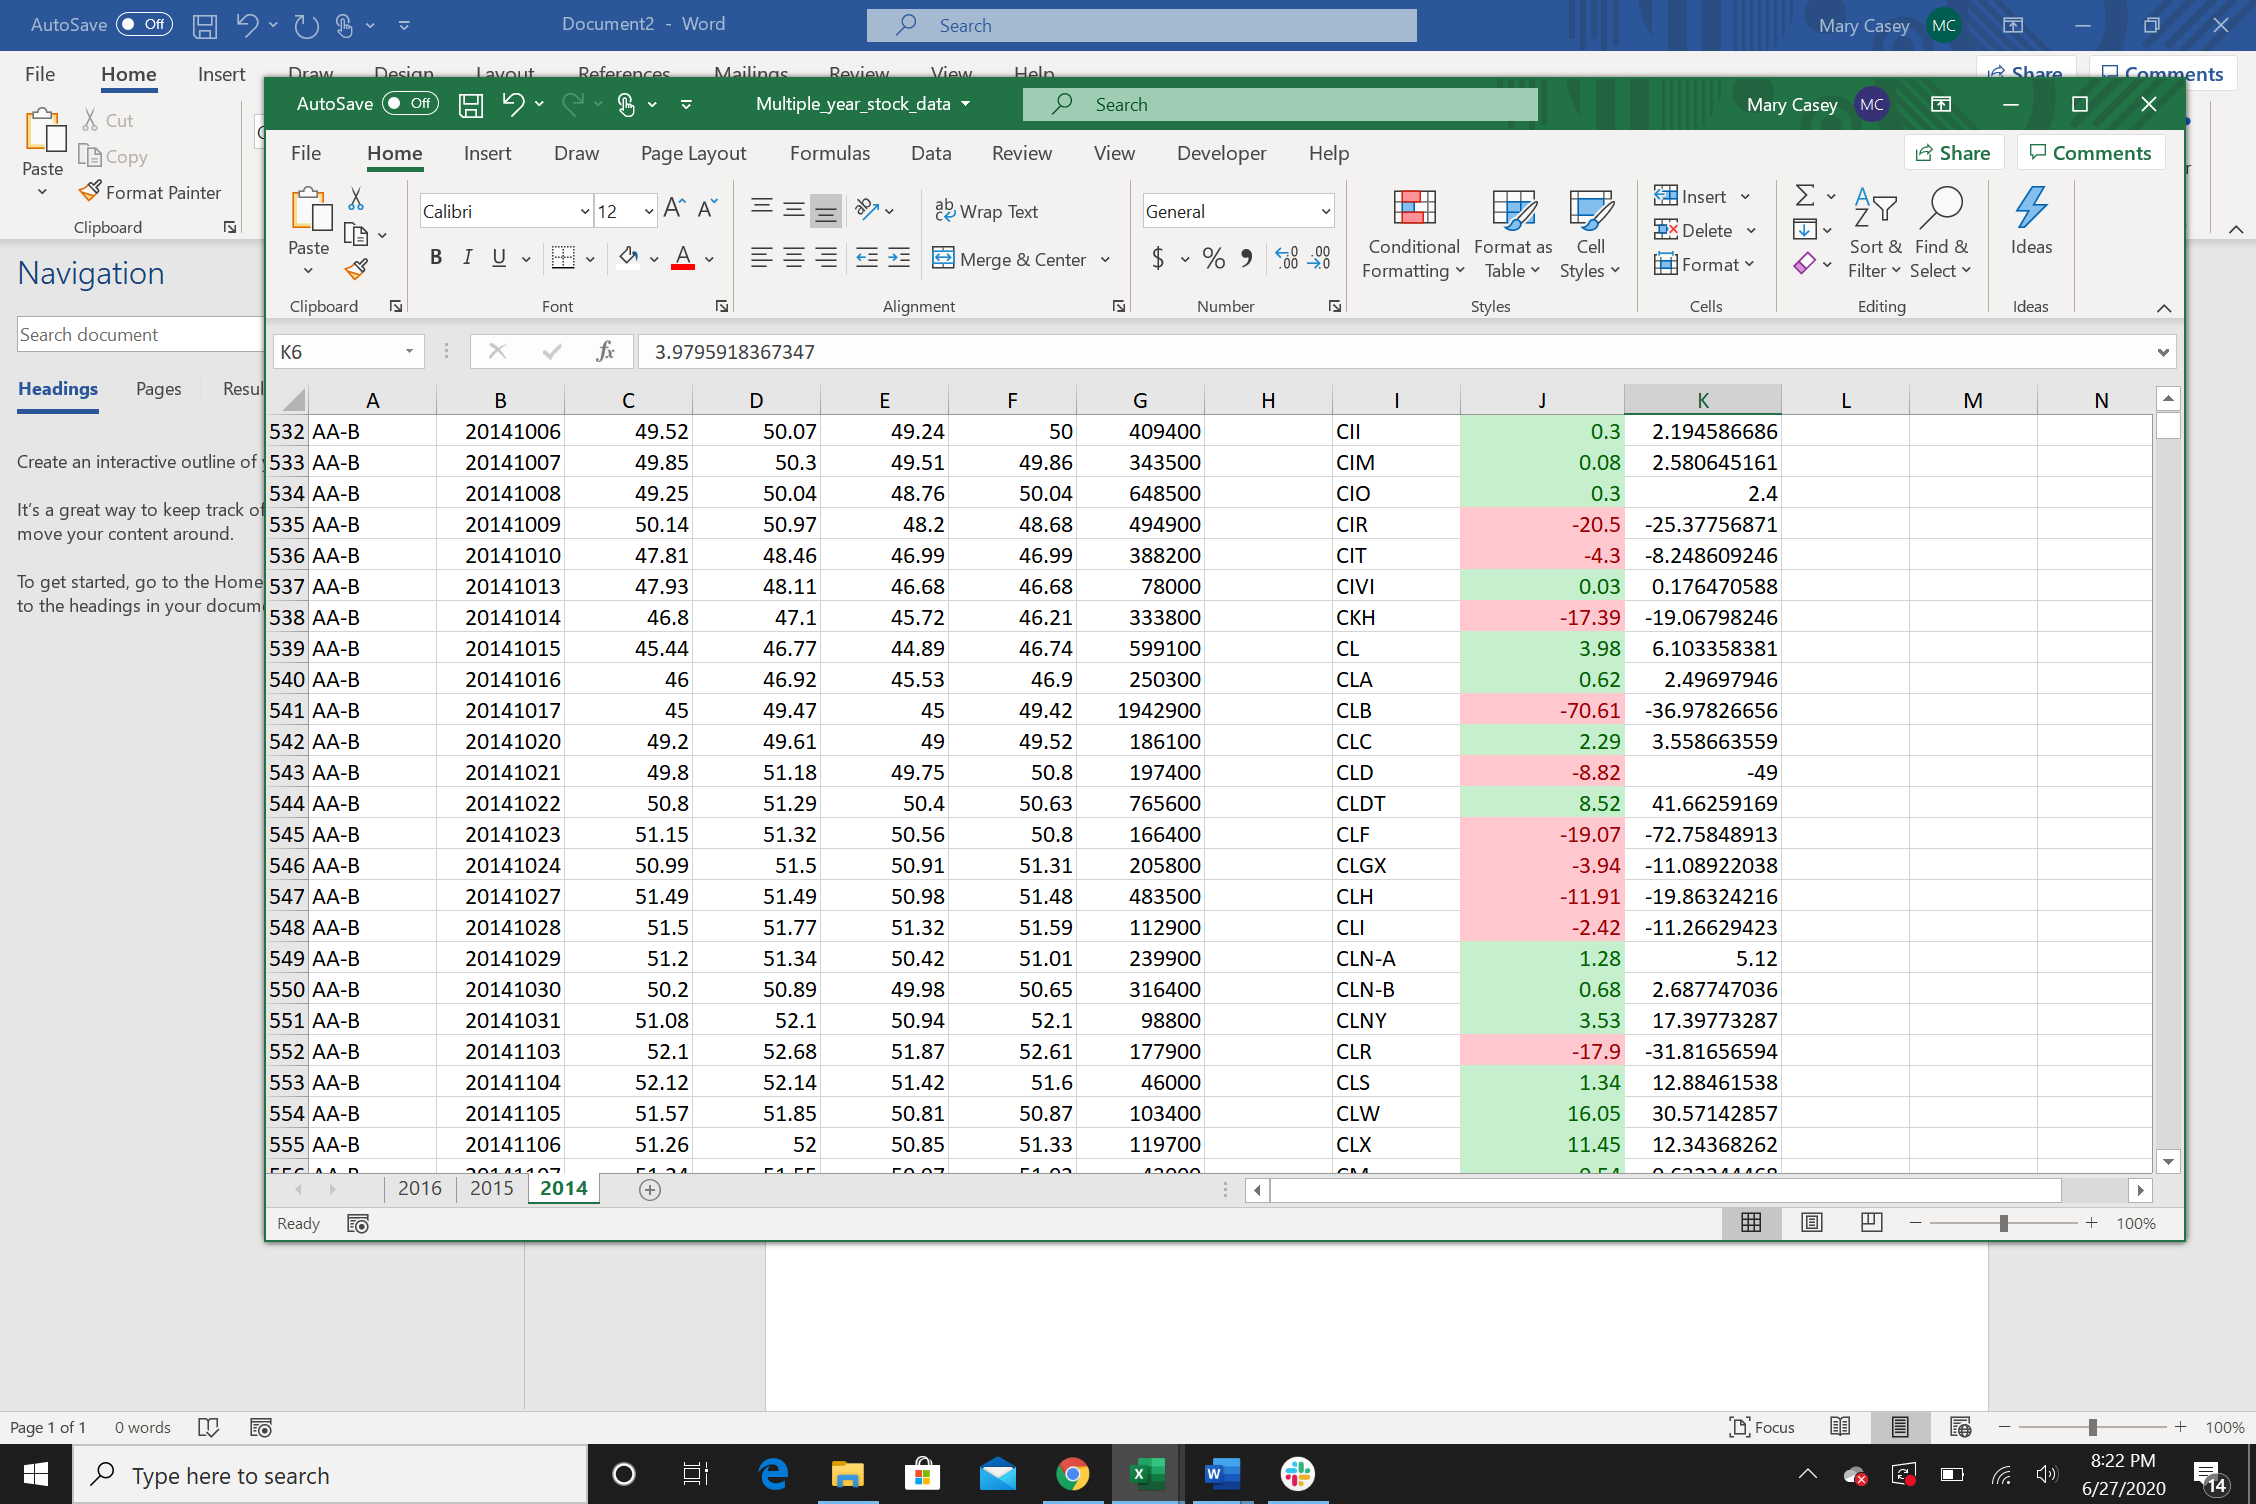 AutoSave Off Document2 - Word Search Mary Casey MC
File Home Insert Draw Design Layout References Mailings Review View Help Share Comments
Cut
Copy
Paste
Format Painter
Clipboard
Navigation
Search document
Headings Pages Resul
Create an interactive outline of
It's a great way to keep track of
move your content around.
To get started, go to the Home
to the headings in your docum
AutoSave Off Multiple_year_stock_data Search Mary Casey MC
File Home Insert Draw Page Layout Formulas Data Review View Developer Help Share Comments
Paste
Clipboard
Calibri 12
B I U
Font
Wrap Text
Merge & Center
Alignment
General
$ % 9 .00 .00 0
Number
Conditional Formatting
Format as Table
Cell Styles
Styles
Insert
Delete
Format
Cells
Sort & Filter
Find & Select
Editing
Ideas
Ideas
K6 fx 3.9795918367347
A B C D E F G H I J K L M N
532 AA-B 20141006 49.52 50.07 49.24 50 409400 CII 0.3 2.194586686
533 AA-B 20141007 49.85 50.3 49.51 49.86 343500 CIM 0.08 2.580645161
534 AA-B 20141008 49.25 50.04 48.76 50.04 648500 CIO 0.3 2.4
535 AA-B 20141009 50.14 50.97 48.2 48.68 494900 CIR -20.5 -25.37756871
536 AA-B 20141010 47.81 48.46 46.99 46.99 388200 CIT -4.3 -8.248609246
537 AA-B 20141013 47.93 48.11 46.68 46.68 78000 CIVI 0.03 0.176470588
538 AA-B 20141014 46.8 47.1 45.72 46.21 333800 CKH -17.39 -19.06798246
539 AA-B 20141015 45.44 46.77 44.89 46.74 599100 CL 3.98 6.103358381
540 AA-B 20141016 46 46.92 45.53 46.9 250300 CLA 0.62 2.49697946
541 AA-B 20141017 45 49.47 45 49.42 1942900 CLB -70.61 -36.97826656
542 AA-B 20141020 49.2 49.61 49 49.52 186100 CLC 2.29 3.558663559
543 AA-B 20141021 49.8 51.18 49.75 50.8 197400 CLD -8.82 -49
544 AA-B 20141022 50.8 51.29 50.4 50.63 765600 CLDT 8.52 41.66259169
545 AA-B 20141023 51.15 51.32 50.56 50.8 166400 CLF -19.07 -72.75848913
546 AA-B 20141024 50.99 51.5 50.91 51.31 205800 CLGX -3.94 -11.08922038
547 AA-B 20141027 51.49 51.49 50.98 51.48 483500 CLH -11.91 -19.86324216
548 AA-B 20141028 51.5 51.77 51.32 51.59 112900 CLI -2.42 -11.26629423
549 AA-B 20141029 51.2 51.34 50.42 51.01 239900 CLN-A 1.28 5.12
550 AA-B 20141030 50.2 50.89 49.98 50.65 316400 CLN-B 0.68 2.687747036
551 AA-B 20141031 51.08 52.1 50.94 52.1 98800 CLNY 3.53 17.39773287
552 AA-B 20141103 52.1 52.68 51.87 52.61 177900 CLR -17.9 -31.81656594
553 AA-B 20141104 52.12 52.14 51.42 51.6 46000 CLS 1.34 12.88461538
554 AA-B 20141105 51.57 51.85 50.81 50.87 103400 CLW 16.05 30.57142857
555 AA-B 20141106 51.26 52 50.85 51.33 119700 CLX 11.45 12.34368262
2016 2015 2014
Ready 100%
Page 1 of 1 0 words Focus 100%
Type here to search
8:22 PM
6/27/2020
14